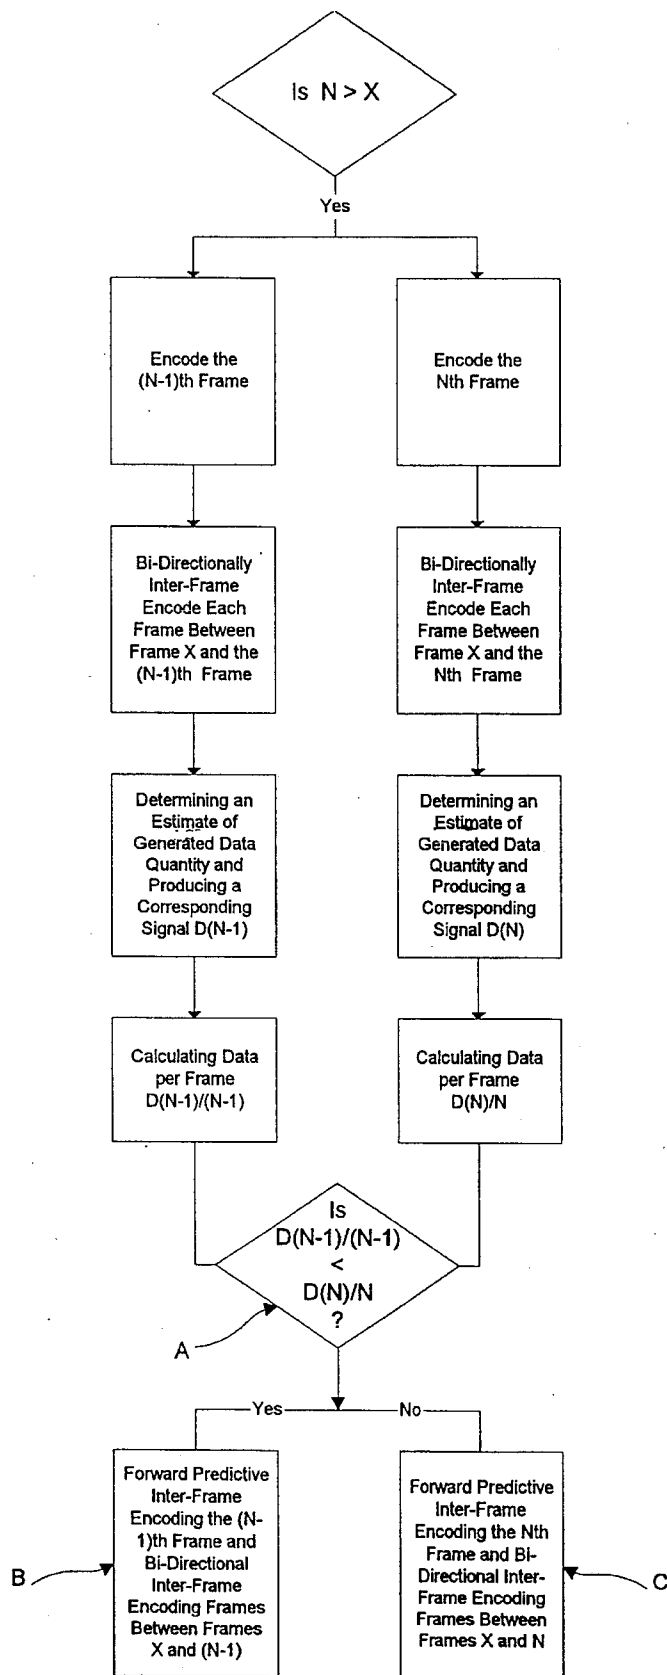 Is N > X
Yes
Encode the
(N-1)th Frame
Encode the
Nth Frame
Bi-Directionally
Inter-Frame
Encode Each
Frame Between
Frame X and the
(N-1)th Frame
Bi-Directionally
Inter-Frame
Encode Each
Frame Between
Frame X and the
Nth Frame
Determining an
Estimate of
Generated Data
Quantity and
Producing a
Corresponding
Signal D(N-1)
Determining an
Estimate of
Generated Data
Quantity and
Producing a
Corresponding
Signal D(N)
Calculating Data
per Frame
D(N-1)/(N-1)
Calculating Data
per Frame
D(N)/N
Is
D(N-1)/(N-1)
<
D(N)/N
?
A
Yes
No
Forward Predictive
Inter-Frame
Encoding the (N-
1)th Frame and
Bi-Directional
Inter-Frame
Encoding Frames
Between Frames
X and (N-1)
B
Forward Predictive
Inter-Frame
Encoding the Nth
Frame and Bi-
Directional Inter-
Frame Encoding
Frames Between
Frames X and N
C